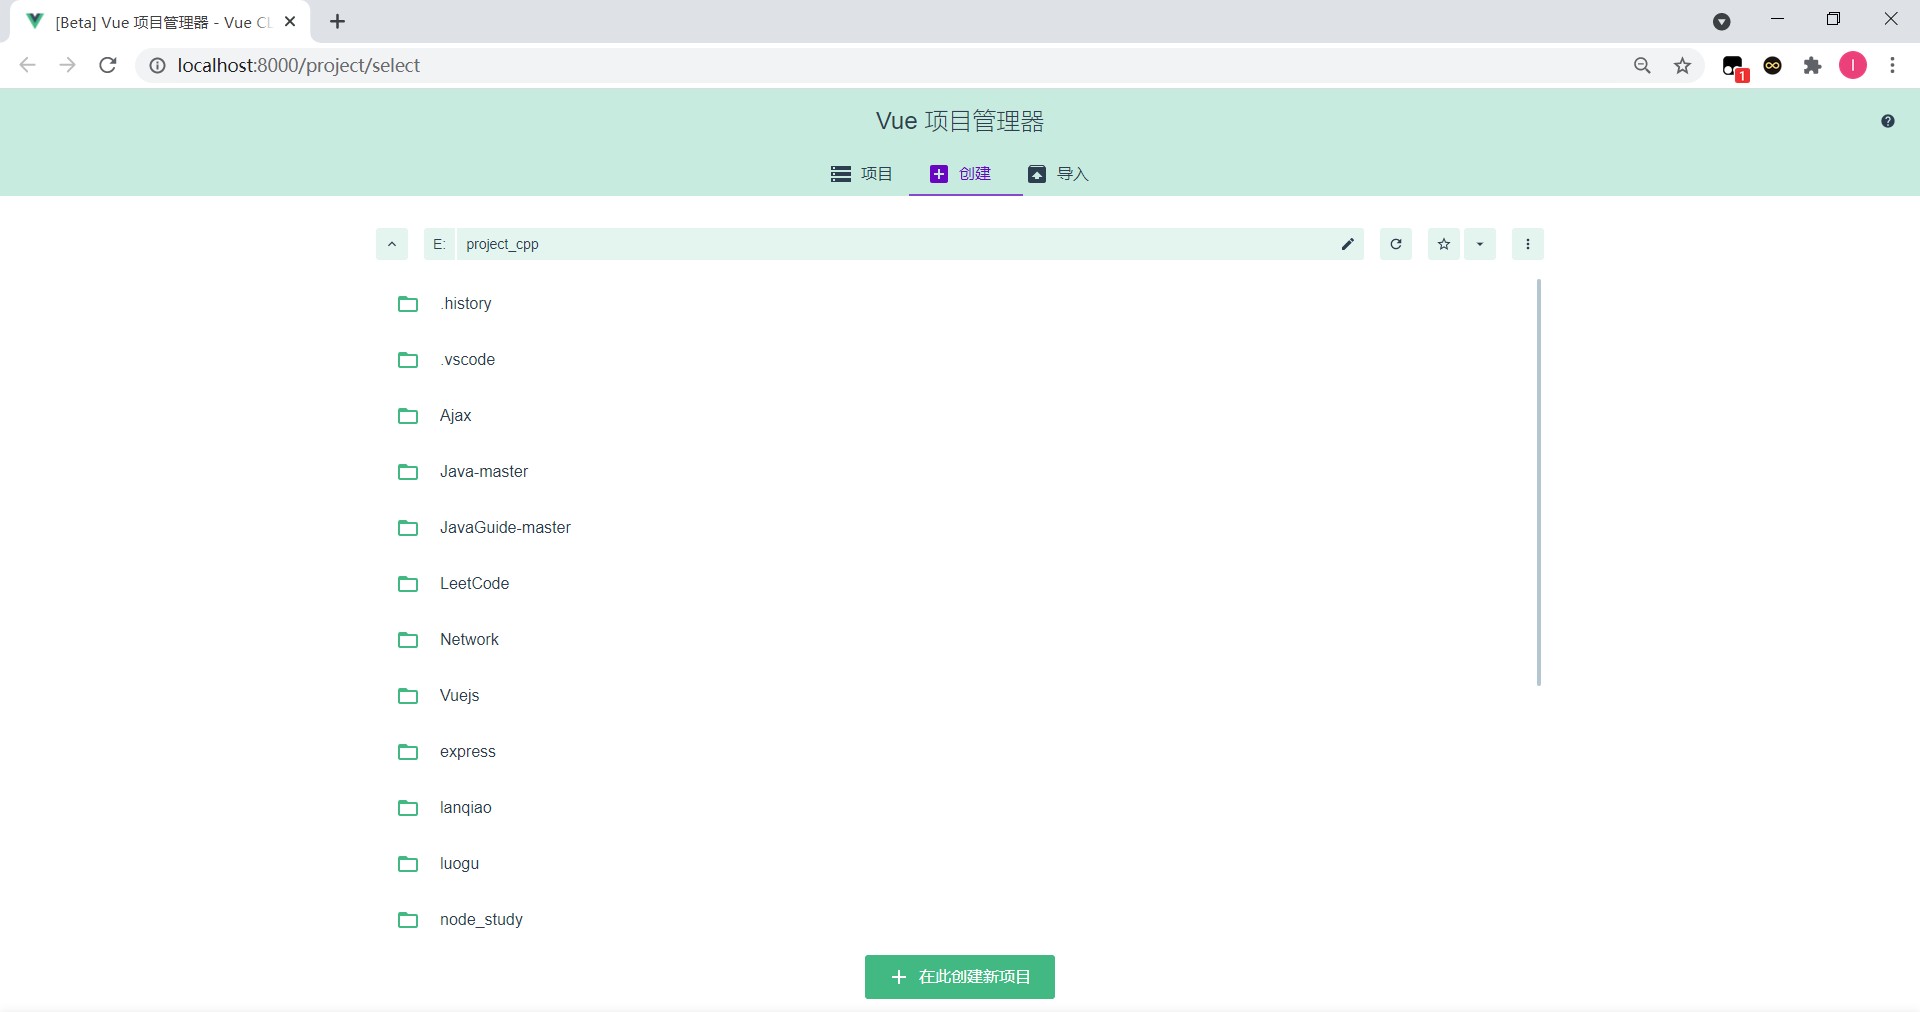 [Beta] Vue 项目管理器 - Vue CL
localhost:8000/project/select
1
I
Vue 项目管理器
项目 创建 导入
E: project_cpp
.history
.vscode
Ajax
Java-master
JavaGuide-master
LeetCode
Network
Vuejs
express
lanqiao
luogu
node_study
在此创建新项目